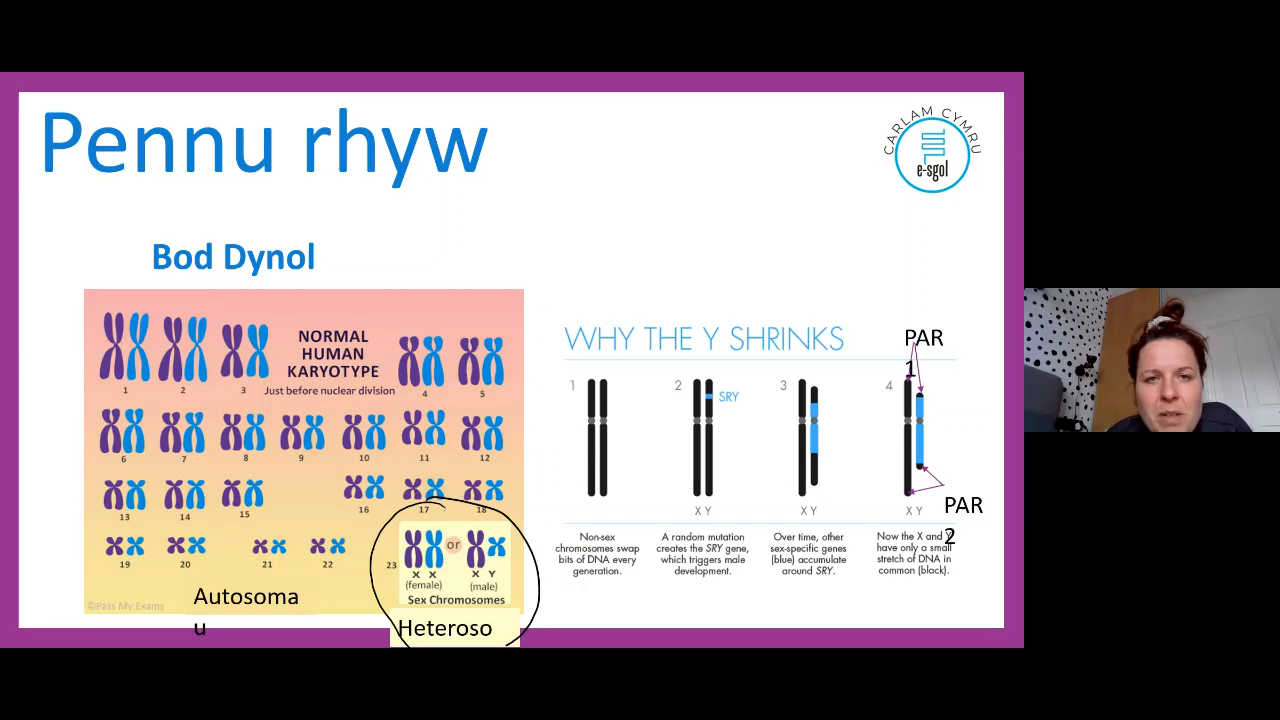 Pennu rhyw
CARLAM CYMRU
e-sgol
Bod Dynol
NORMAL
HUMAN
KARYOTYPE
Just before nuclear division
1
2
3
4
5
6
7
8
9
10
11
12
13
14
15
16
17
18
19
20
21
22
23
or
X X
(female)
X Y
(male)
Sex Chromosomes
©Pass My Exams
Autosoma
u
Heteroso
WHY THE Y SHRINKS
PAR
1
1
2
SRY
3
4
X Y
X Y
X Y
PAR
2
Non-sex
chromosomes swap
bits of DNA every
generation.
A random mutation
creates the SRY gene,
which triggers male
development.
Over time, other
sex-specific genes
(blue) accumulate
around SRY.
Now the X and Y
have only a small
stretch of DNA in
common (black).